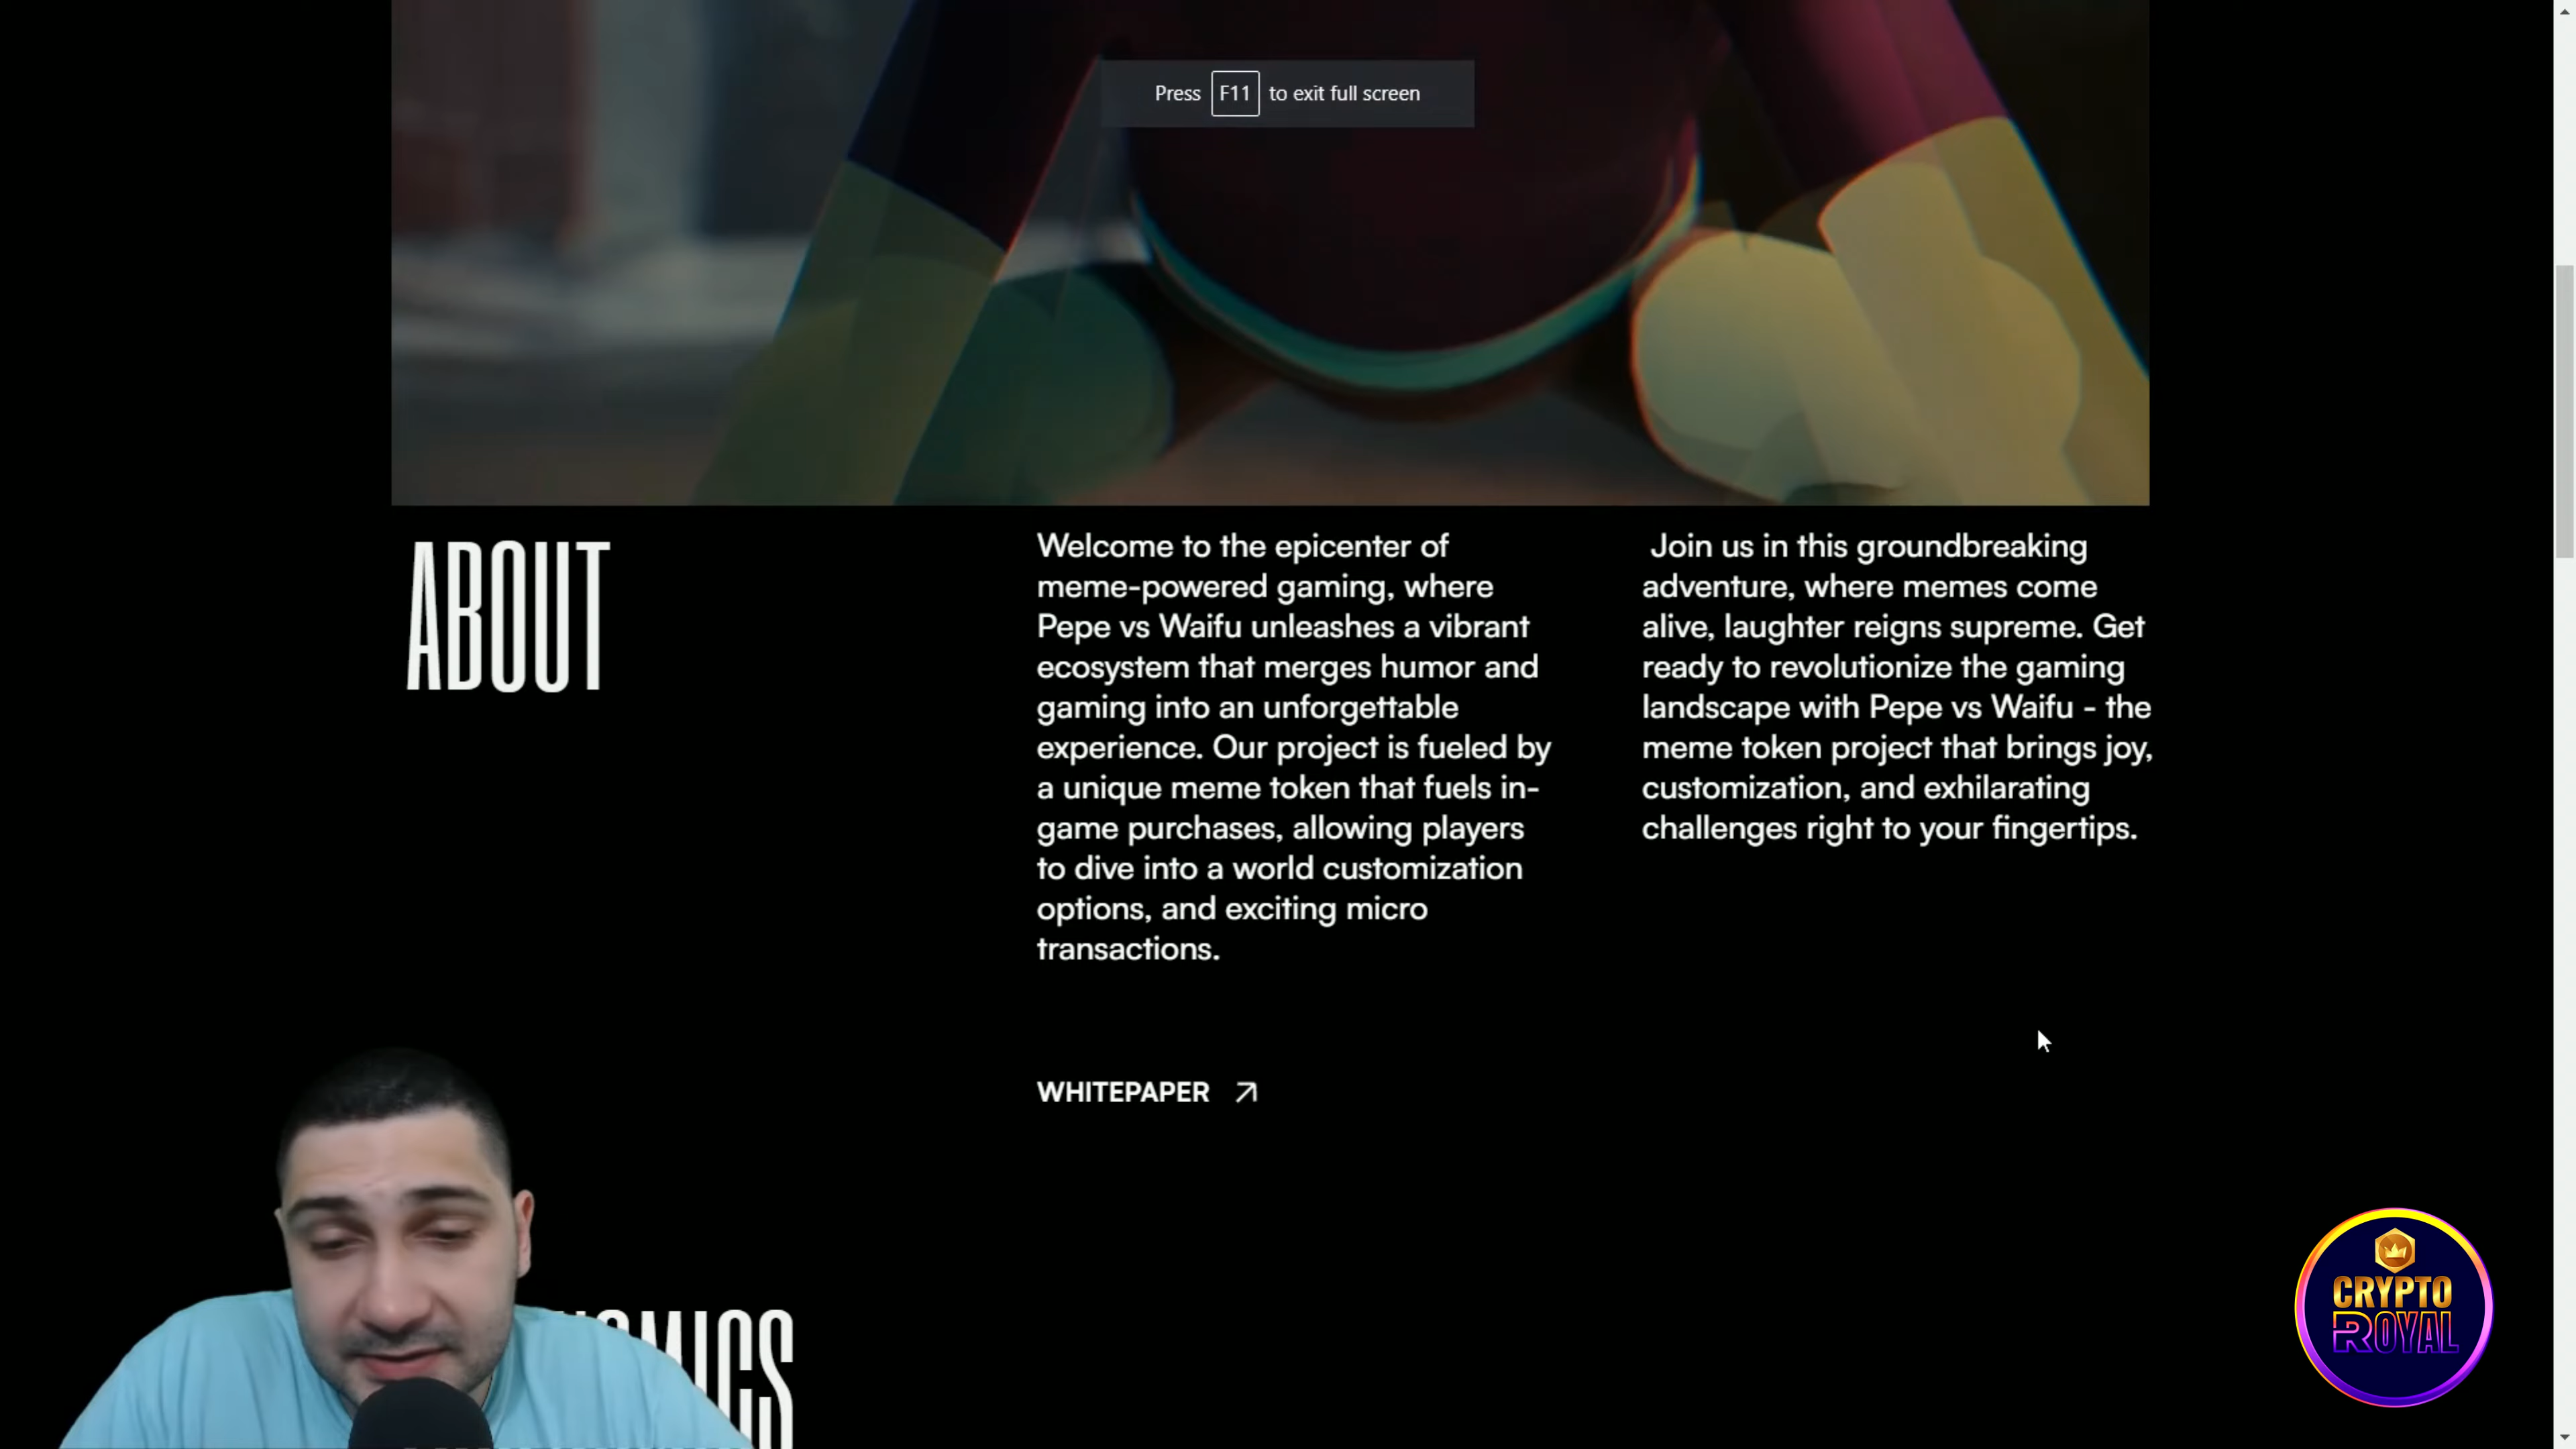 Press F11 to exit full screen
ABOUT
Welcome to the epicenter of
meme-powered gaming, where
Pepe vs Waifu unleashes a vibrant
ecosystem that merges humor and
gaming into an unforgettable
experience. Our project is fueled by
a unique meme token that fuels in-
game purchases, allowing players
to dive into a world customization
options, and exciting micro
transactions.
Join us in this groundbreaking
adventure, where memes come
alive, laughter reigns supreme. Get
ready to revolutionize the gaming
landscape with Pepe vs Waifu - the
meme token project that brings joy,
customization, and exhilarating
challenges right to your fingertips.
WHITEPAPER
CRYPTO
ROYAL